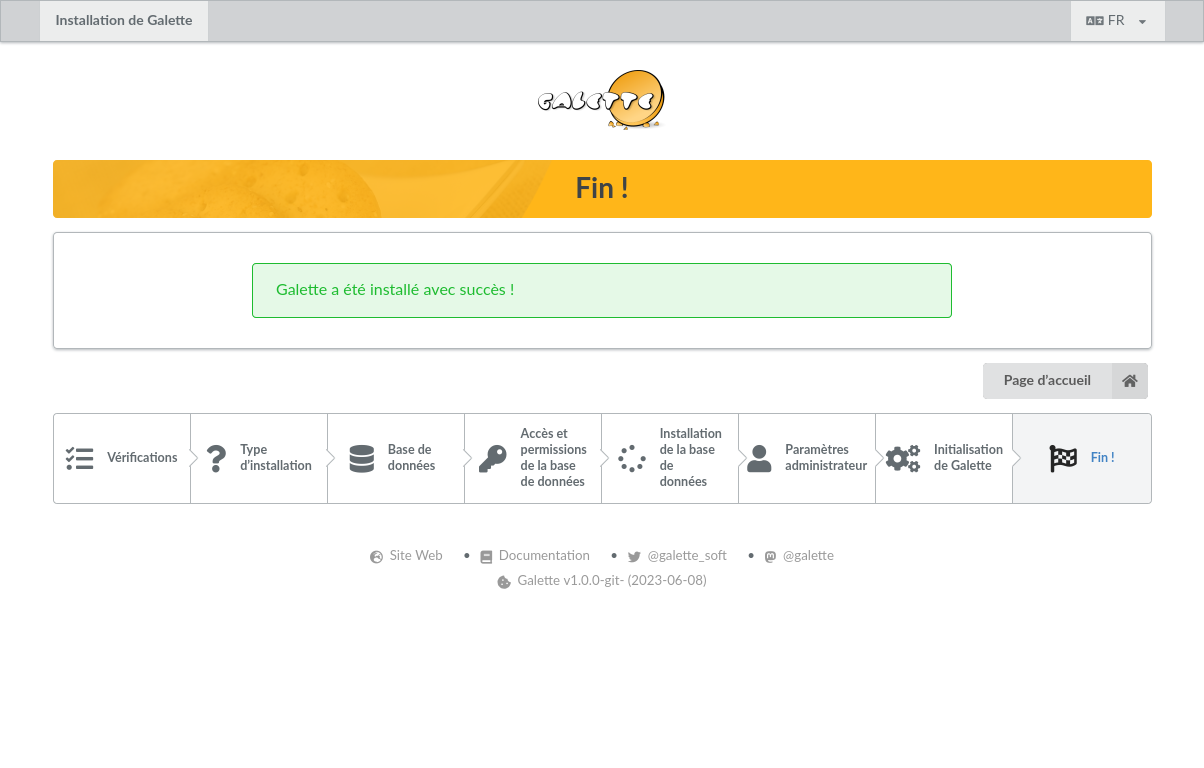 Installation de Galette
FR
GALETTE
Fin !
Galette a été installé avec succès !
Page d'accueil
Vérifications
Type
d'installation
Base de
données
Accès et
permissions
de la base
de données
Installation
de la base
de
données
Paramètres
administrateur
Initialisation
de Galette
Fin !
Site Web • Documentation • @galette_soft • @galette
Galette v1.0.0-git- (2023-06-08)